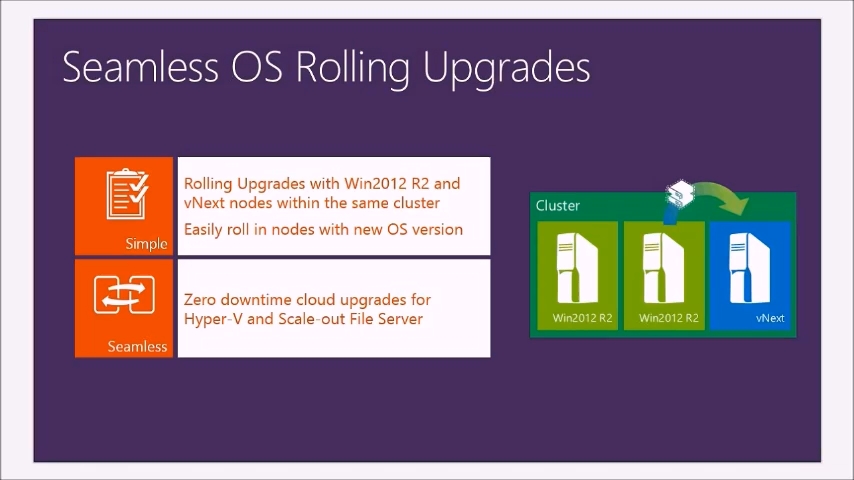 Seamless OS Rolling Upgrades
Simple
Rolling Upgrades with Win2012 R2 and
vNext nodes within the same cluster
Easily roll in nodes with new OS version
Seamless
Zero downtime cloud upgrades for
Hyper-V and Scale-out File Server
Cluster
Win2012 R2
Win2012 R2
vNext